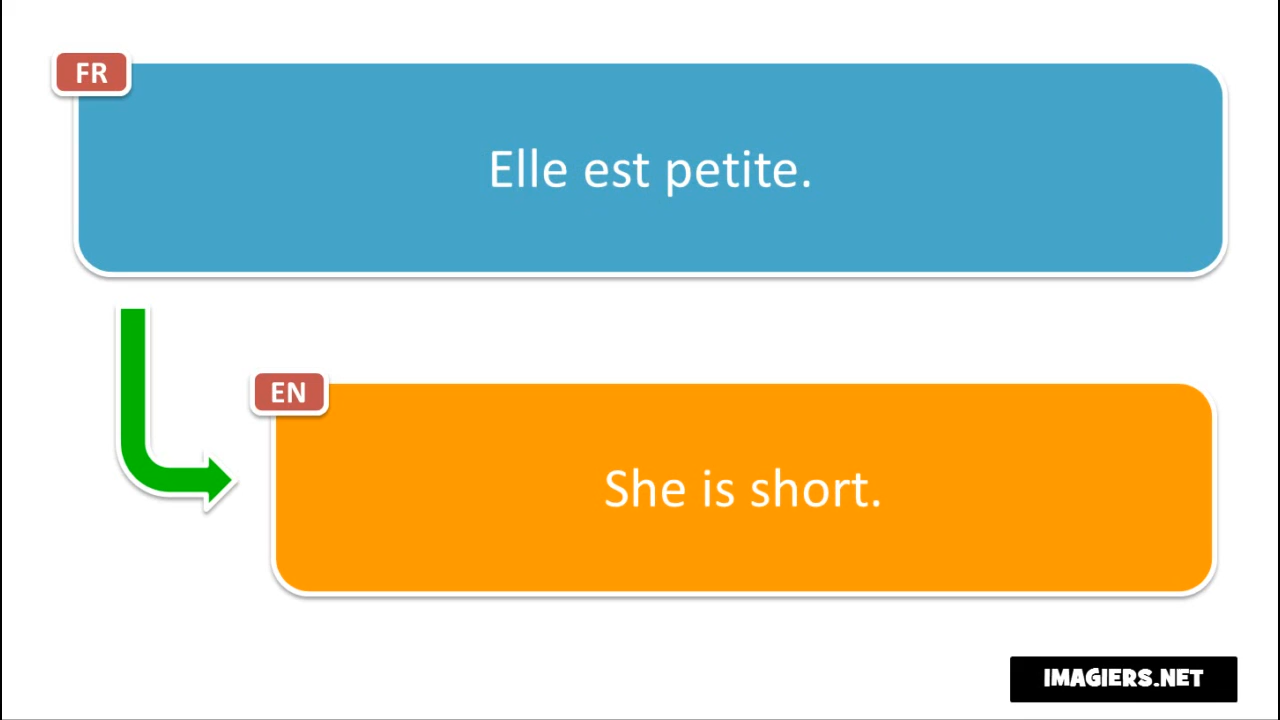 FR
Elle est petite.
EN
She is short.
IMAGIERS.NET